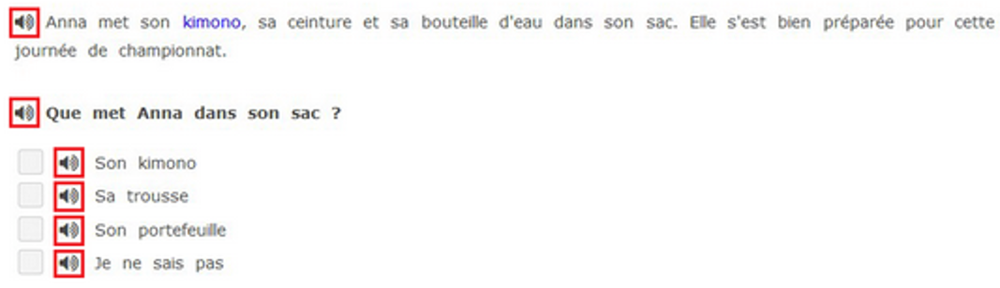 Anna met son kimono, sa ceinture et sa bouteille d'eau dans son sac. Elle s'est bien préparée pour cette
journée de championnat.
Que met Anna dans son sac ?
Son kimono
Sa trousse
Son portefeuille
Je ne sais pas